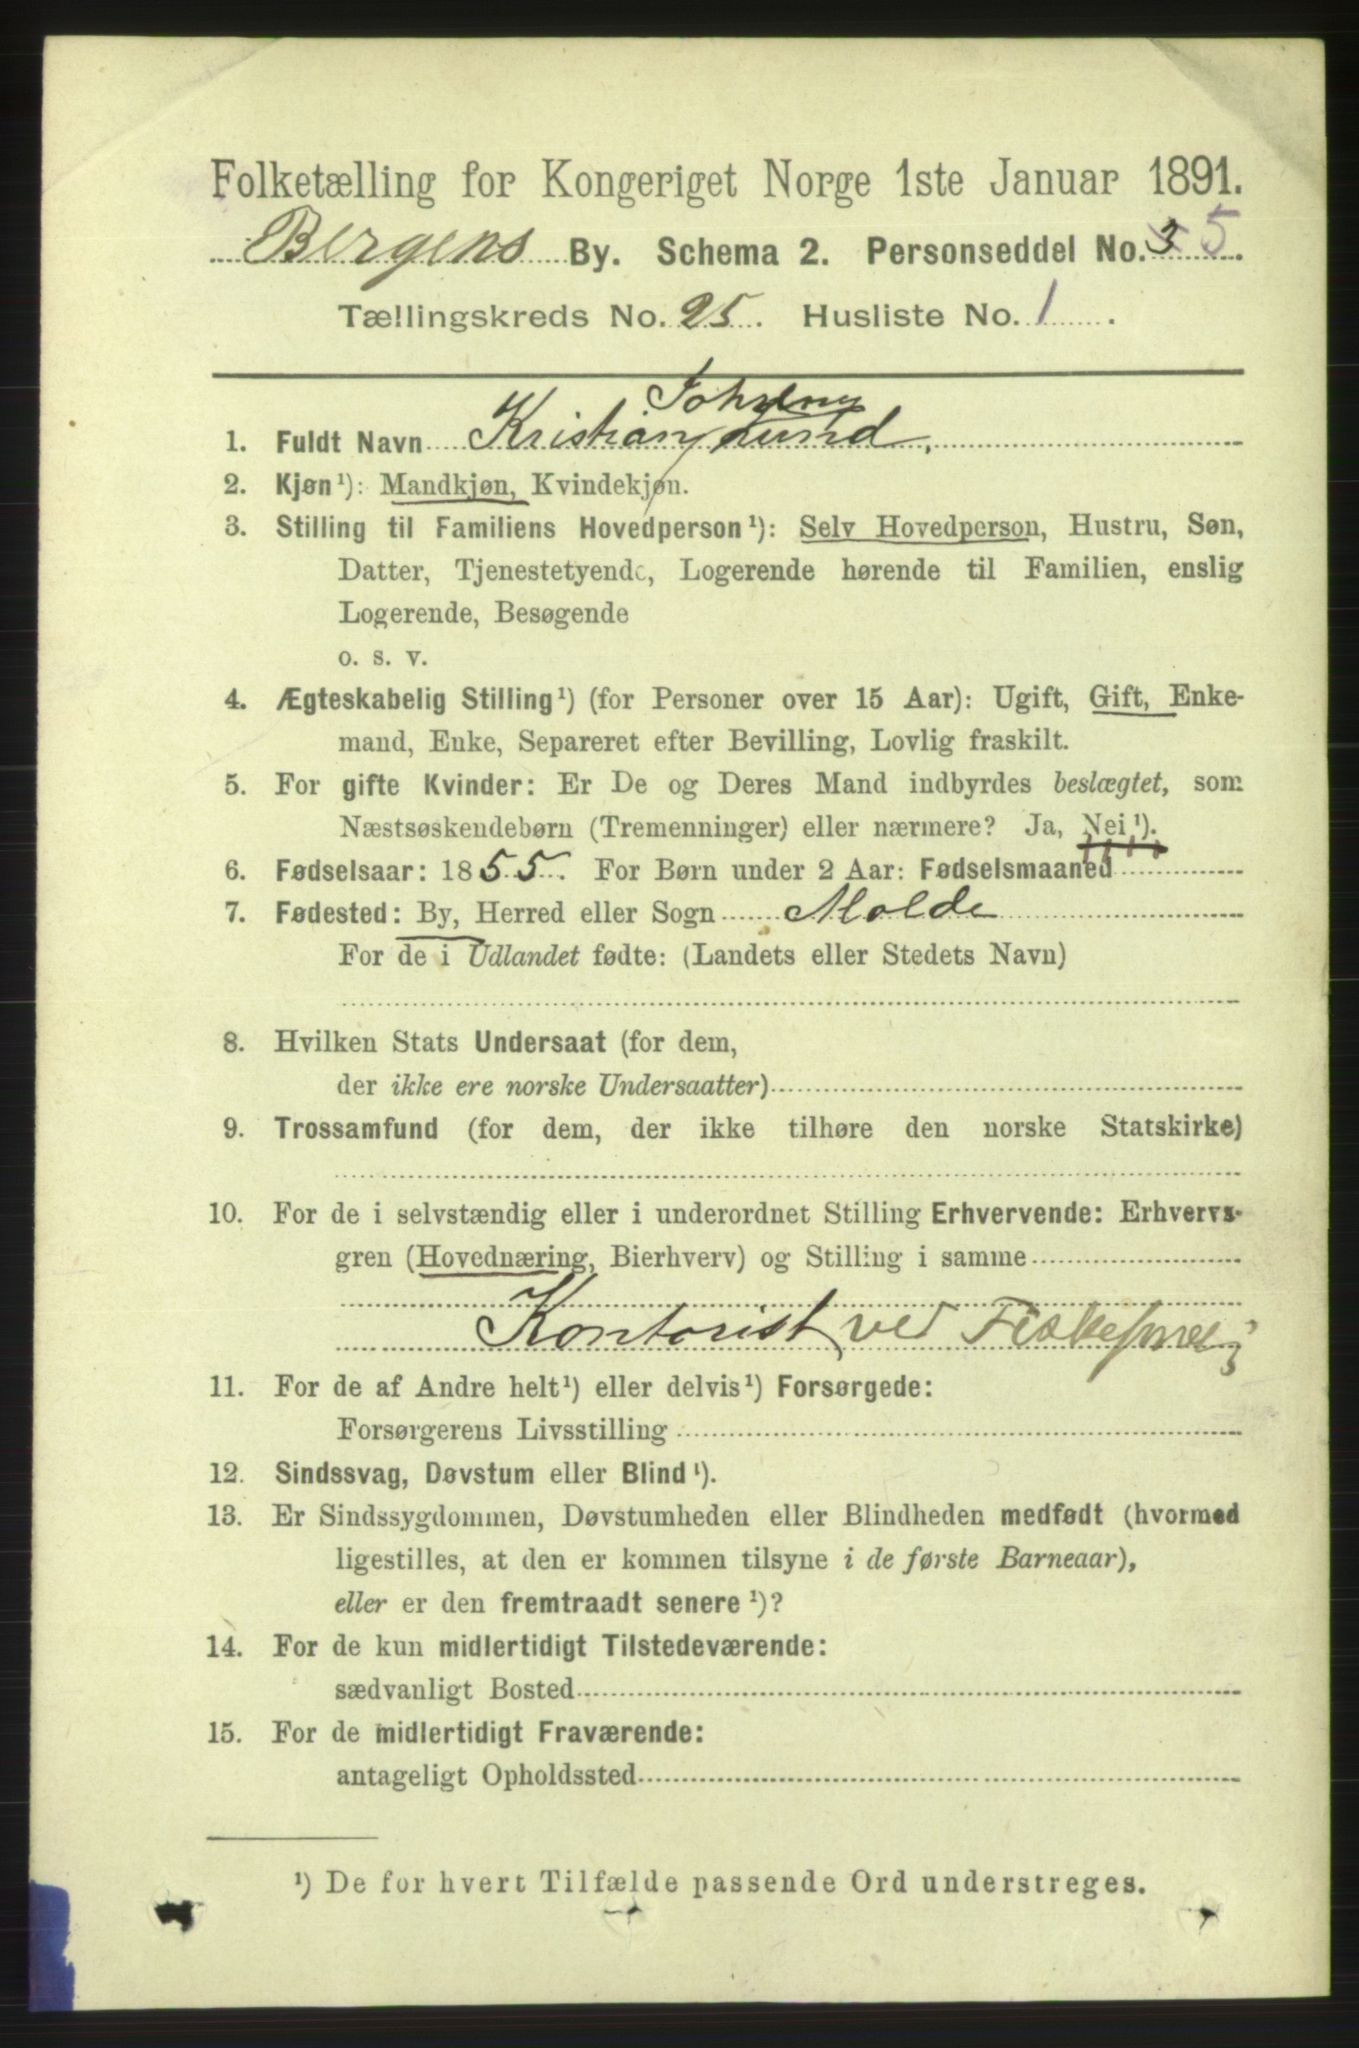 Folketælling for Kongeriget Norge 1ste Januar 1891.
Bergens By. Schema 2. Personseddel No. 3 5.
Tællingskreds No. 25. Husliste No. 1.
1. Fuldt Navn Kristian Lund,
2. Kjøn¹): Mandkjøn, Kvindekjøn.
3. Stilling til Familiens Hovedperson¹): Selv Hovedperson, Hustru, Søn,
Datter, Tjenestetyende, Logerende hørende til Familien, enslig
Logerende, Besøgende
o. s. v.
4. Ægteskabelig Stilling¹) (for Personer over 15 Aar): Ugift, Gift, Enke-
mand, Enke, Separeret efter Bevilling, Lovlig fraskilt.
5. For gifte Kvinder: Er De og Deres Mand indbyrdes beslægtet, som
Næstsøskendebørn (Tremenninger) eller nærmere? Ja, Nei¹).
6. Fødselsaar: 1855. For Børn under 2 Aar: Fødselsmaaned
7. Fødested: By, Herred eller Sogn Molde
For de i Udlandet fødte: (Landets eller Stedets Navn)
8. Hvilken Stats Undersaat (for dem,
der ikke ere norske Undersaatter)
9. Trossamfund (for dem, der ikke tilhøre den norske Statskirke)
10. For de i selvstændig eller i underordnet Stilling Erhvervende: Erhvervs-
gren (Hovednæring, Bierhverv) og Stilling i samme
Kontorist ved
11. For de af Andre helt¹) eller delvis¹) Forsørgede:
Forsørgerens Livsstilling
12. Sindssvag, Døvstum eller Blind¹).
13. Er Sindssygdommen, Døvstumheden eller Blindheden medfødt (hvormed
ligestilles, at den er kommen tilsyne i de første Barneaar),
eller er den fremtraadt senere¹)?
14. For de kun midlertidigt Tilstedeværende:
sædvanligt Bosted
15. For de midlertidigt Fraværende:
antageligt Opholdssted
¹) De for hvert Tilfælde passende Ord understreges.